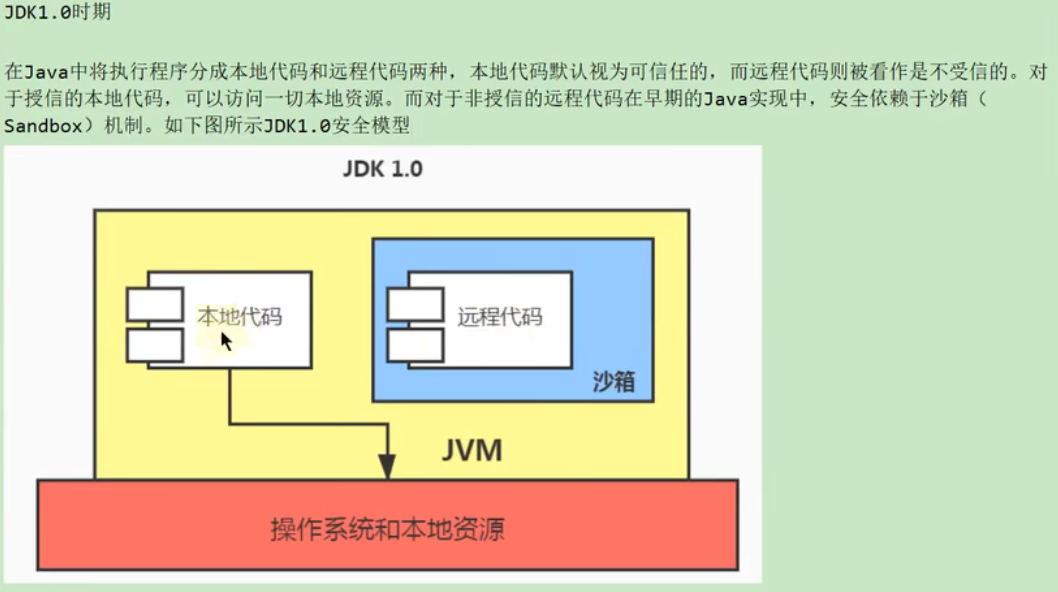 JDK1.0时期
在Java中将执行程序分成本地代码和远程代码两种，本地代码默认视为可信任的，而远程代码则被看作是不受信的。对
于授信的本地代码，可以访问一切本地资源。而对于非授信的远程代码在早期的Java实现中，安全依赖于沙箱（
Sandbox）机制。如下图所示JDK1.0安全模型
JDK 1.0
本地代码
远程代码
沙箱
JVM
操作系统和本地资源